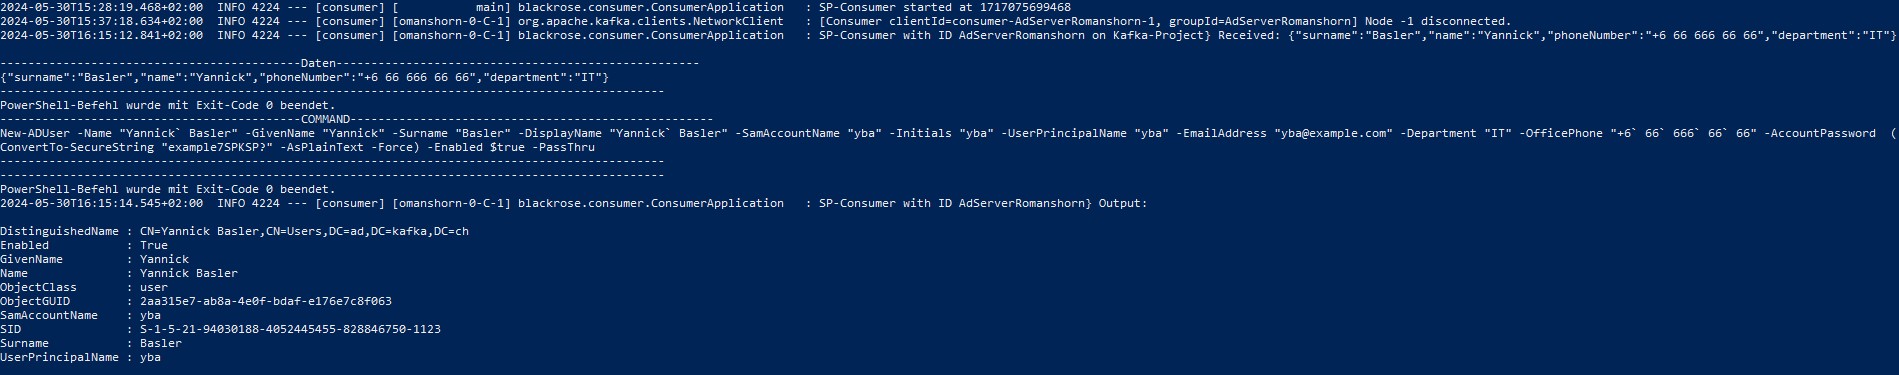 2024-05-30T15:28:19.468+02:00  INFO 4224 --- [consumer] [           main] blackrose.consumer.ConsumerApplication   : SP-Consumer started at 1717075699468
2024-05-30T15:37:18.634+02:00  INFO 4224 --- [consumer] [omanshorn-0-C-1] org.apache.kafka.clients.NetworkClient   : [Consumer clientId=consumer-AdServerRomanshorn-1, groupId=AdServerRomanshorn] Node -1 disconnected.
2024-05-30T16:15:12.841+02:00  INFO 4224 --- [consumer] [omanshorn-0-C-1] blackrose.consumer.ConsumerApplication   : SP-Consumer with ID AdServerRomanshorn on Kafka-Project} Received: {"surname":"Basler","name":"Yannick","phoneNumber":"+6 66 666 66 66","department":"IT"}
-------------------------------------------Daten----------------------------------------------------
{"surname":"Basler","name":"Yannick","phoneNumber":"+6 66 666 66 66","department":"IT"}
-----------------------------------------------------------------------------------------------
PowerShell-Befehl wurde mit Exit-Code 0 beendet.
-------------------------------------------COMMAND----------------------------------------------------
New-ADUser -Name "Yannick` Basler" -GivenName "Yannick" -Surname "Basler" -DisplayName "Yannick` Basler" -SamAccountName "yba" -Initials "yba" -UserPrincipalName "yba" -EmailAddress "yba@example.com" -Department "IT" -OfficePhone "+6` 66` 666` 66` 66" -AccountPassword  (
ConvertTo-SecureString "example7SPKSP?" -AsPlainText -Force) -Enabled $true -PassThru
-----------------------------------------------------------------------------------------------
-----------------------------------------------------------------------------------------------
PowerShell-Befehl wurde mit Exit-Code 0 beendet.
2024-05-30T16:15:14.545+02:00  INFO 4224 --- [consumer] [omanshorn-0-C-1] blackrose.consumer.ConsumerApplication   : SP-Consumer with ID AdServerRomanshorn} Output:
DistinguishedName : CN=Yannick Basler,CN=Users,DC=ad,DC=kafka,DC=ch
Enabled           : True
GivenName         : Yannick
Name              : Yannick Basler
ObjectClass       : user
ObjectGUID        : 2aa315e7-ab8a-4e0f-bdaf-e176e7c8f063
SamAccountName    : yba
SID               : S-1-5-21-94030188-4052445455-828846750-1123
Surname           : Basler
UserPrincipalName : yba